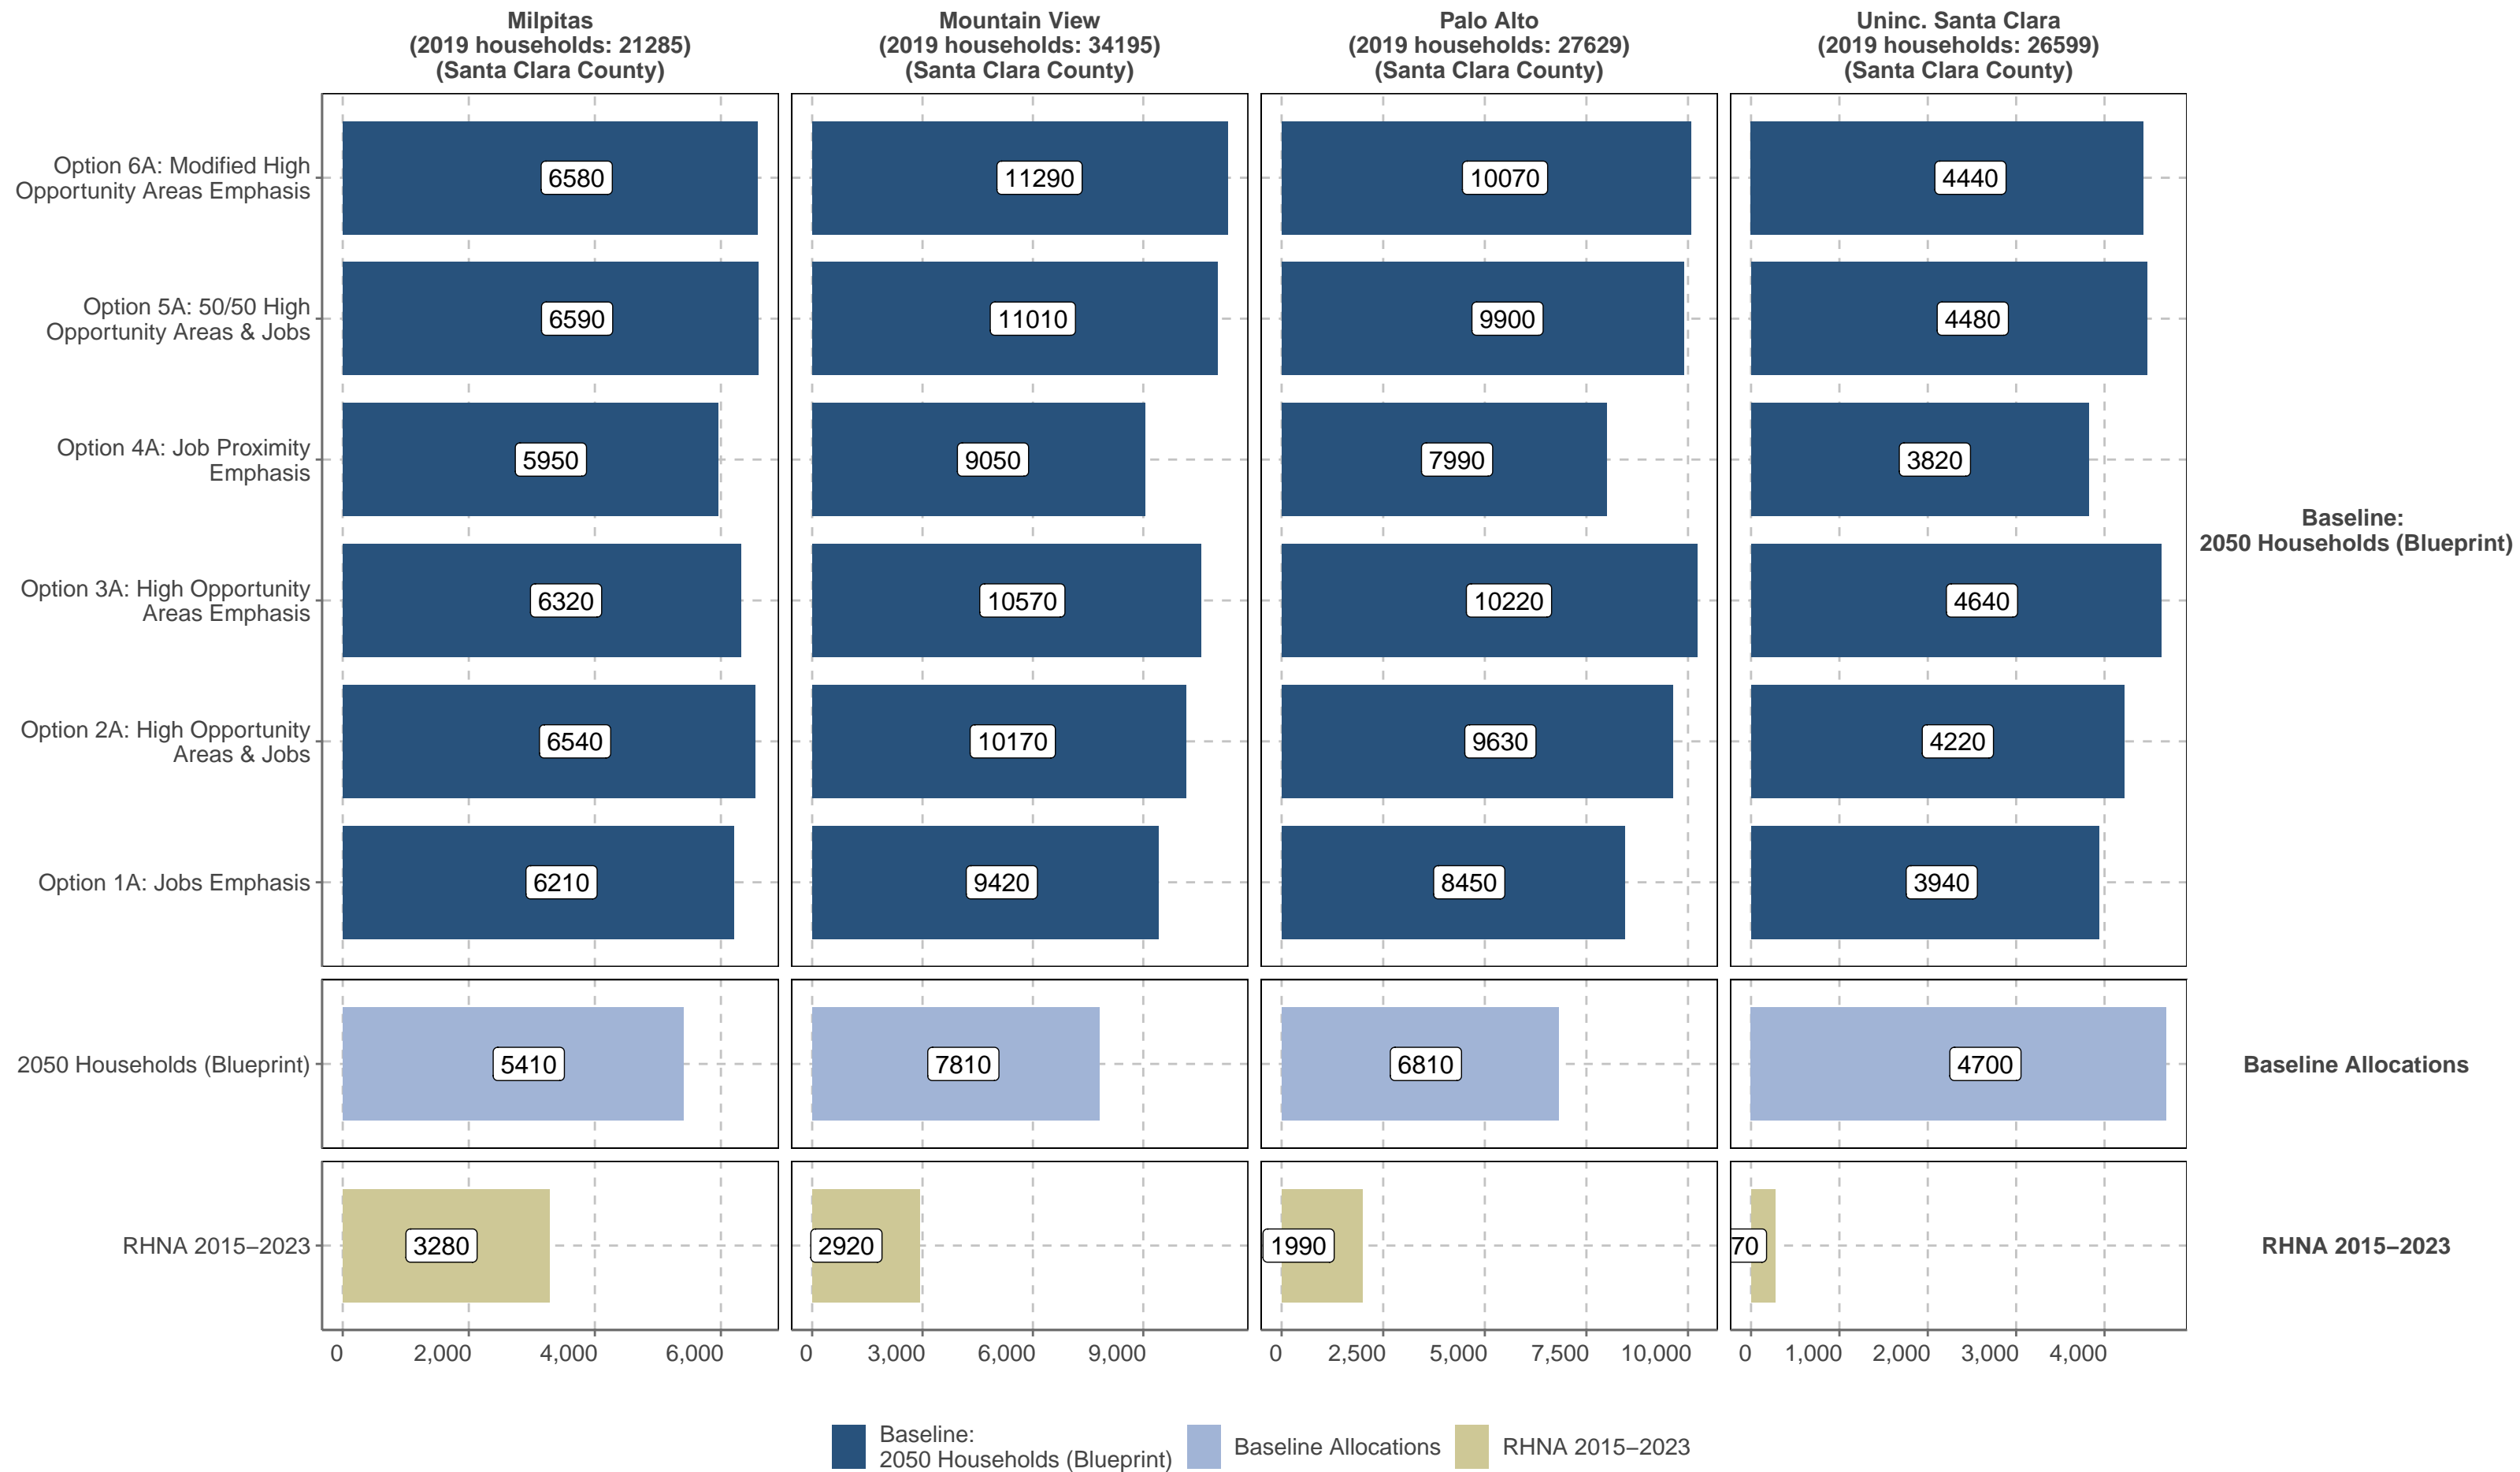 Milpitas
(2019 households: 21285)
(Santa Clara County)
Mountain View
(2019 households: 34195)
(Santa Clara County)
Palo Alto
(2019 households: 27629)
(Santa Clara County)
Uninc. Santa Clara
(2019 households: 26599)
(Santa Clara County)
Option 6A: Modified High
Opportunity Areas Emphasis
6580
11290
10070
4440
Option 5A: 50/50 High
Opportunity Areas & Jobs
6590
11010
9900
4480
Option 4A: Job Proximity
Emphasis
5950
9050
7990
3820
Baseline:
2050 Households (Blueprint)
Option 3A: High Opportunity
Areas Emphasis
6320
10570
10220
4640
Option 2A: High Opportunity
Areas & Jobs
6540
10170
9630
4220
Option 1A: Jobs Emphasis
6210
9420
8450
3940
2050 Households (Blueprint)
5410
7810
6810
4700
Baseline Allocations
RHNA 2015−2023
3280
2920
1990
70
RHNA 2015−2023
0 2,000 4,000 6,000
0 3,000 6,000 9,000
0 2,500 5,000 7,500 10,000
0 1,000 2,000 3,000 4,000
Baseline:
2050 Households (Blueprint)
Baseline Allocations
RHNA 2015−2023